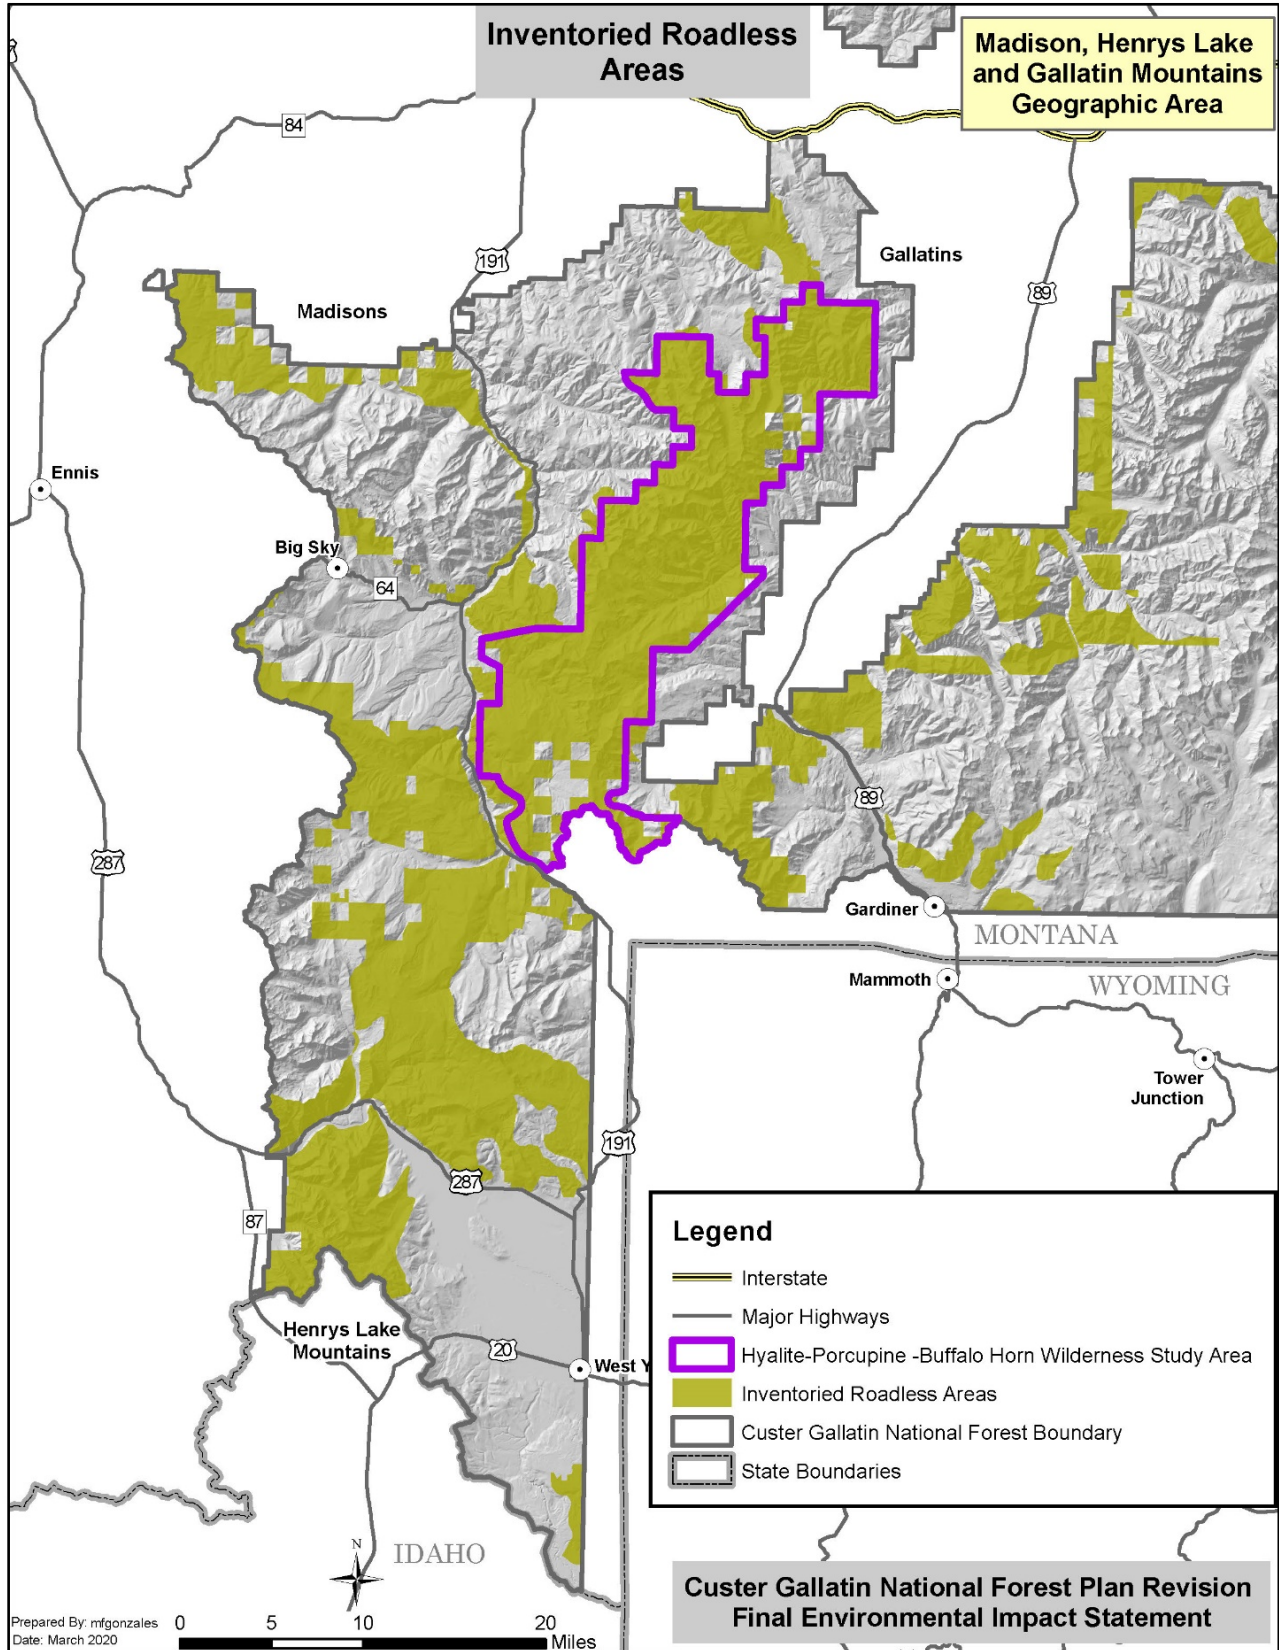 Inventoried Roadless
Areas
Madison, Henrys Lake
and Gallatin Mountains
Geographic Area
84
191
Gallatins
89
Madisons
Ennis
Big Sky
64
287
89
Gardiner
MONTANA
Mammoth
WYOMING
Tower
Junction
191
287
87
Henrys Lake
Mountains
20
West Y
Legend
Interstate
Major Highways
Hyalite-Porcupine -Buffalo Horn Wilderness Study Area
Inventoried Roadless Areas
Custer Gallatin National Forest Boundary
State Boundaries
N
IDAHO
Custer Gallatin National Forest Plan Revision
Final Environmental Impact Statement
Prepared By: mfgonzales
Date: March 2020
0 5 10 20
Miles